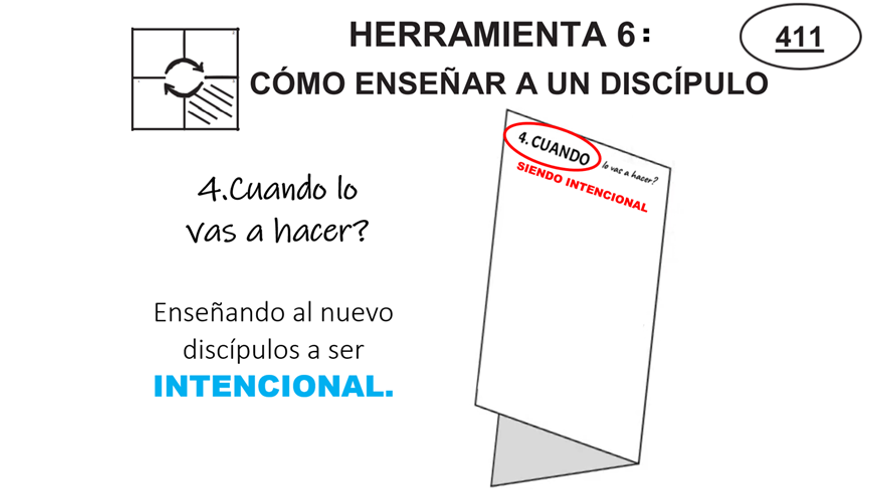 HERRAMIENTA 6:
411
CÓMO ENSEÑAR A UN DISCÍPULO
4.Cuando lo
vas a hacer?
Enseñando al nuevo
discípulos a ser
INTENCIONAL.
4. CUANDO lo vas a hacer?
SIENDO INTENCIONAL